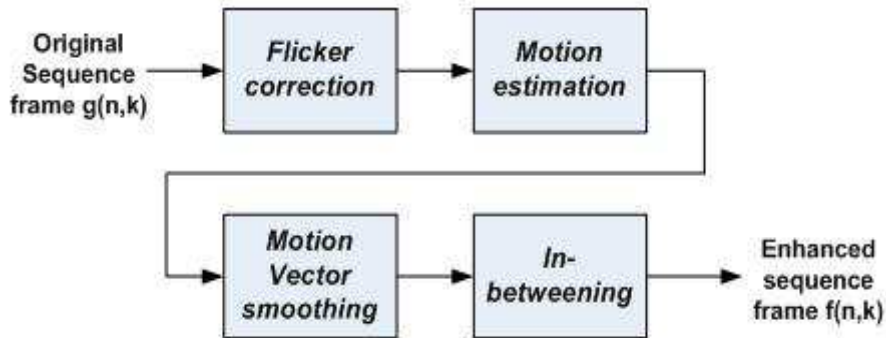 Original
Sequence
frame g(n,k)
Flicker
correction
Motion
estimation
Motion
Vector
smoothing
In-
betweening
Enhanced
sequence
frame f(n,k)